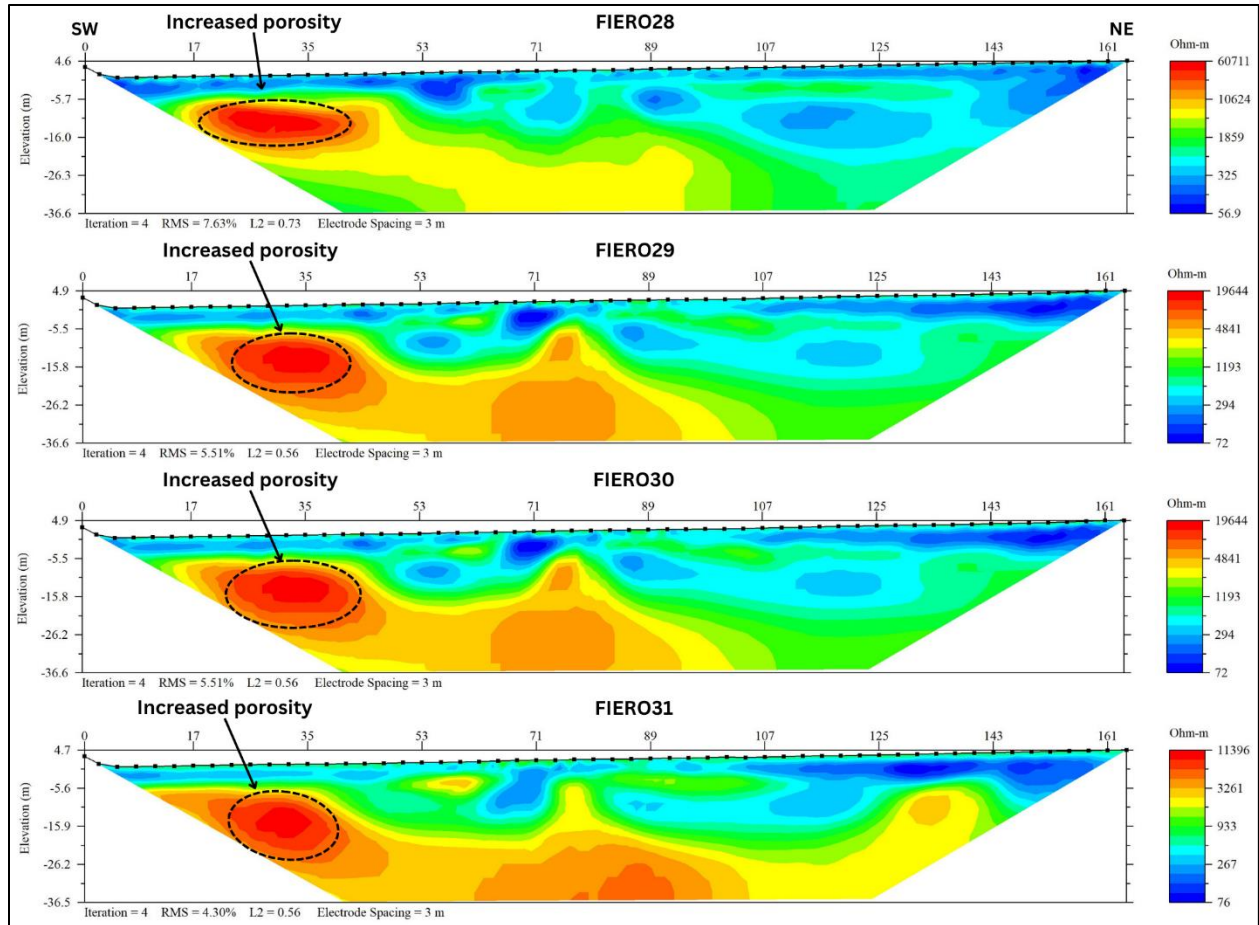 Increased porosity FIERO28
SW NE
0 17 35 53 71 89 107 125 143 161
Ohm-m
4.6 60711
-5.7 10624
-16.0 1859
-26.3 325
-36.6 56.9
Elevation (m)
Iteration = 4 RMS = 7.63% L2 = 0.73 Electrode Spacing = 3 m
Increased porosity FIERO29
0 17 35 53 71 89 107 125 143 161
Ohm-m
4.9 19644
-5.5 4841
-15.8 1193
-26.2 294
-36.6 72
Elevation (m)
Iteration = 4 RMS = 5.51% L2 = 0.56 Electrode Spacing = 3 m
Increased porosity FIERO30
0 17 35 53 71 89 107 125 143 161
Ohm-m
4.9 19644
-5.5 4841
-15.8 1193
-26.2 294
-36.6 72
Elevation (m)
Iteration = 4 RMS = 5.51% L2 = 0.56 Electrode Spacing = 3 m
Increased porosity FIERO31
0 17 35 53 71 89 107 125 143 161
Ohm-m
4.7 11396
-5.6 3261
-15.9 933
-26.2 267
-36.5 76
Elevation (m)
Iteration = 4 RMS = 4.30% L2 = 0.56 Electrode Spacing = 3 m